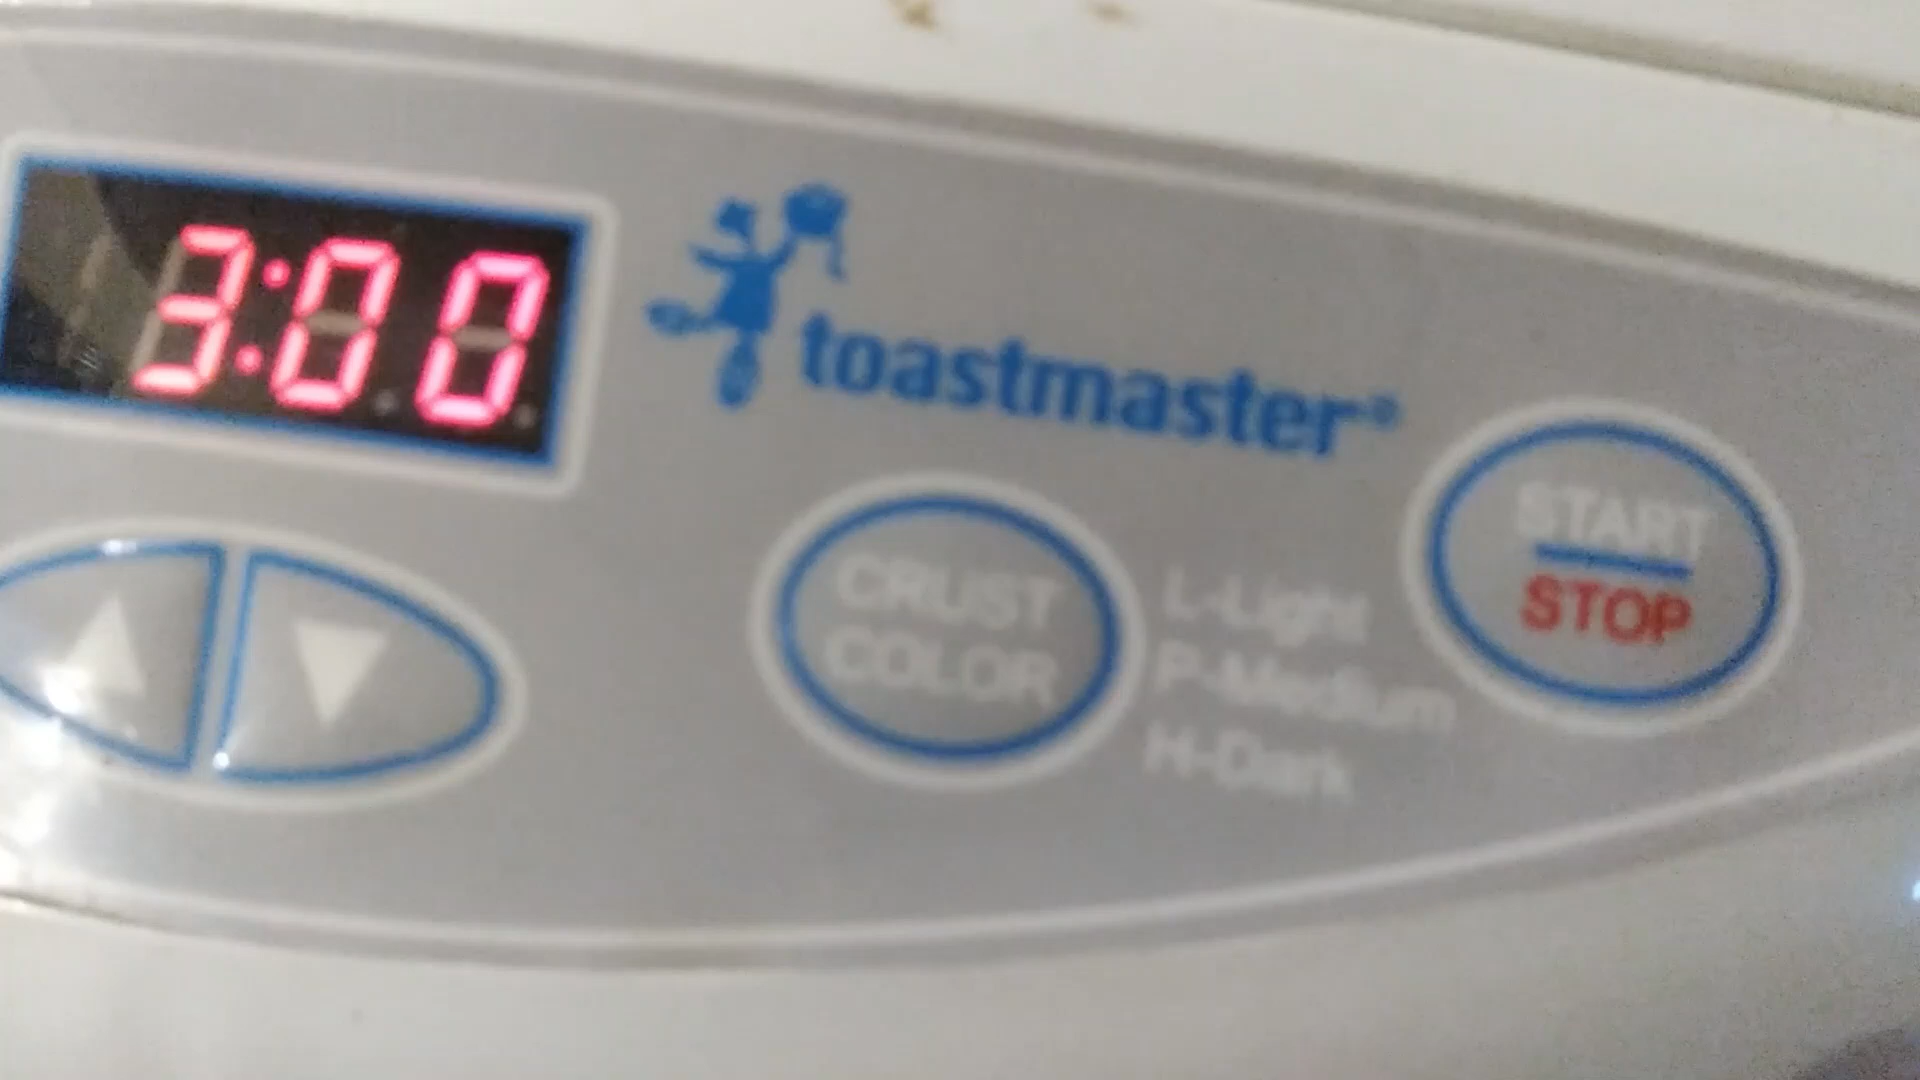 3:00
toastmaster®
CRUST
COLOR
L-Light
P-Medium
H-Dark
START
STOP